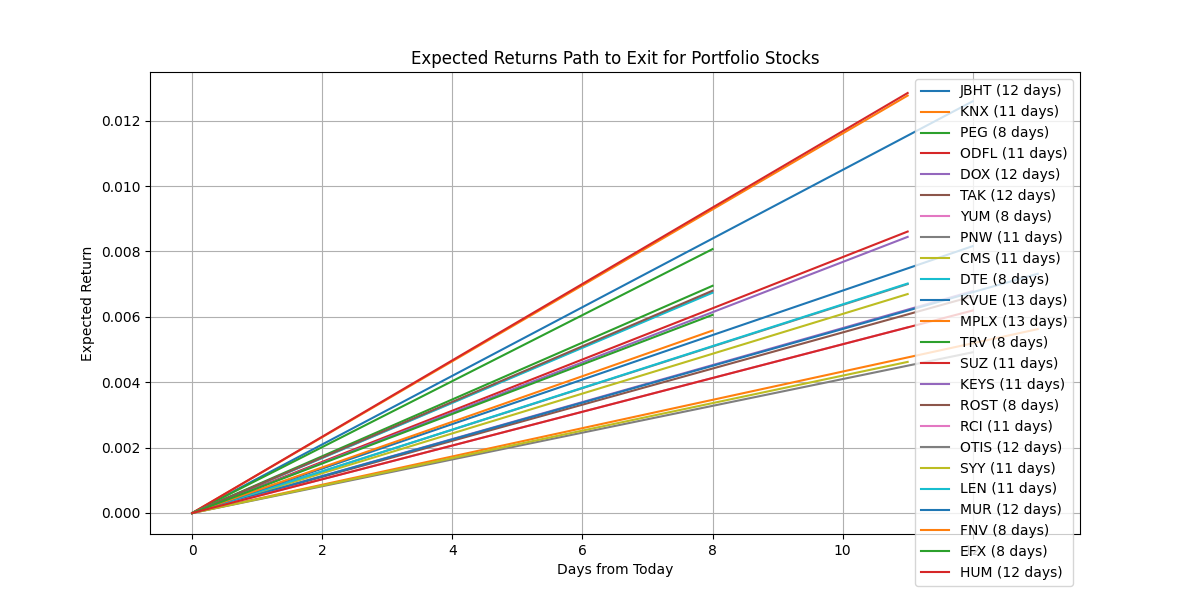 Expected Returns Path to Exit for Portfolio Stocks
Expected Return
0.012
0.010
0.008
0.006
0.004
0.002
0.000
JBHT (12 days)
KNX (11 days)
PEG (8 days)
ODFL (11 days)
DOX (12 days)
TAK (12 days)
YUM (8 days)
PNW (11 days)
CMS (11 days)
DTE (8 days)
KVUE (13 days)
MPLX (13 days)
TRV (8 days)
SUZ (11 days)
KEYS (11 days)
ROST (8 days)
RCI (11 days)
OTIS (12 days)
SYY (11 days)
LEN (11 days)
MUR (12 days)
FNV (8 days)
EFX (8 days)
HUM (12 days)
0 2 4 6 8 10
Days from Today